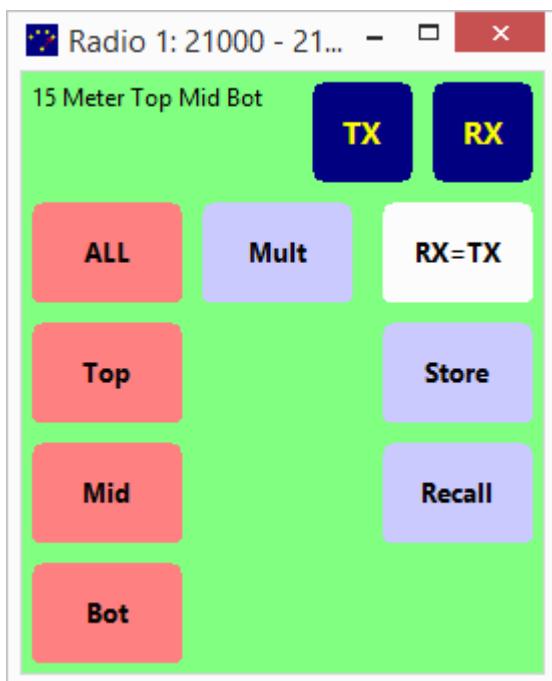 Radio 1: 21000 - 21...
15 Meter Top Mid Bot
TX RX
ALL Mult RX=TX
Top Store
Mid Recall
Bot